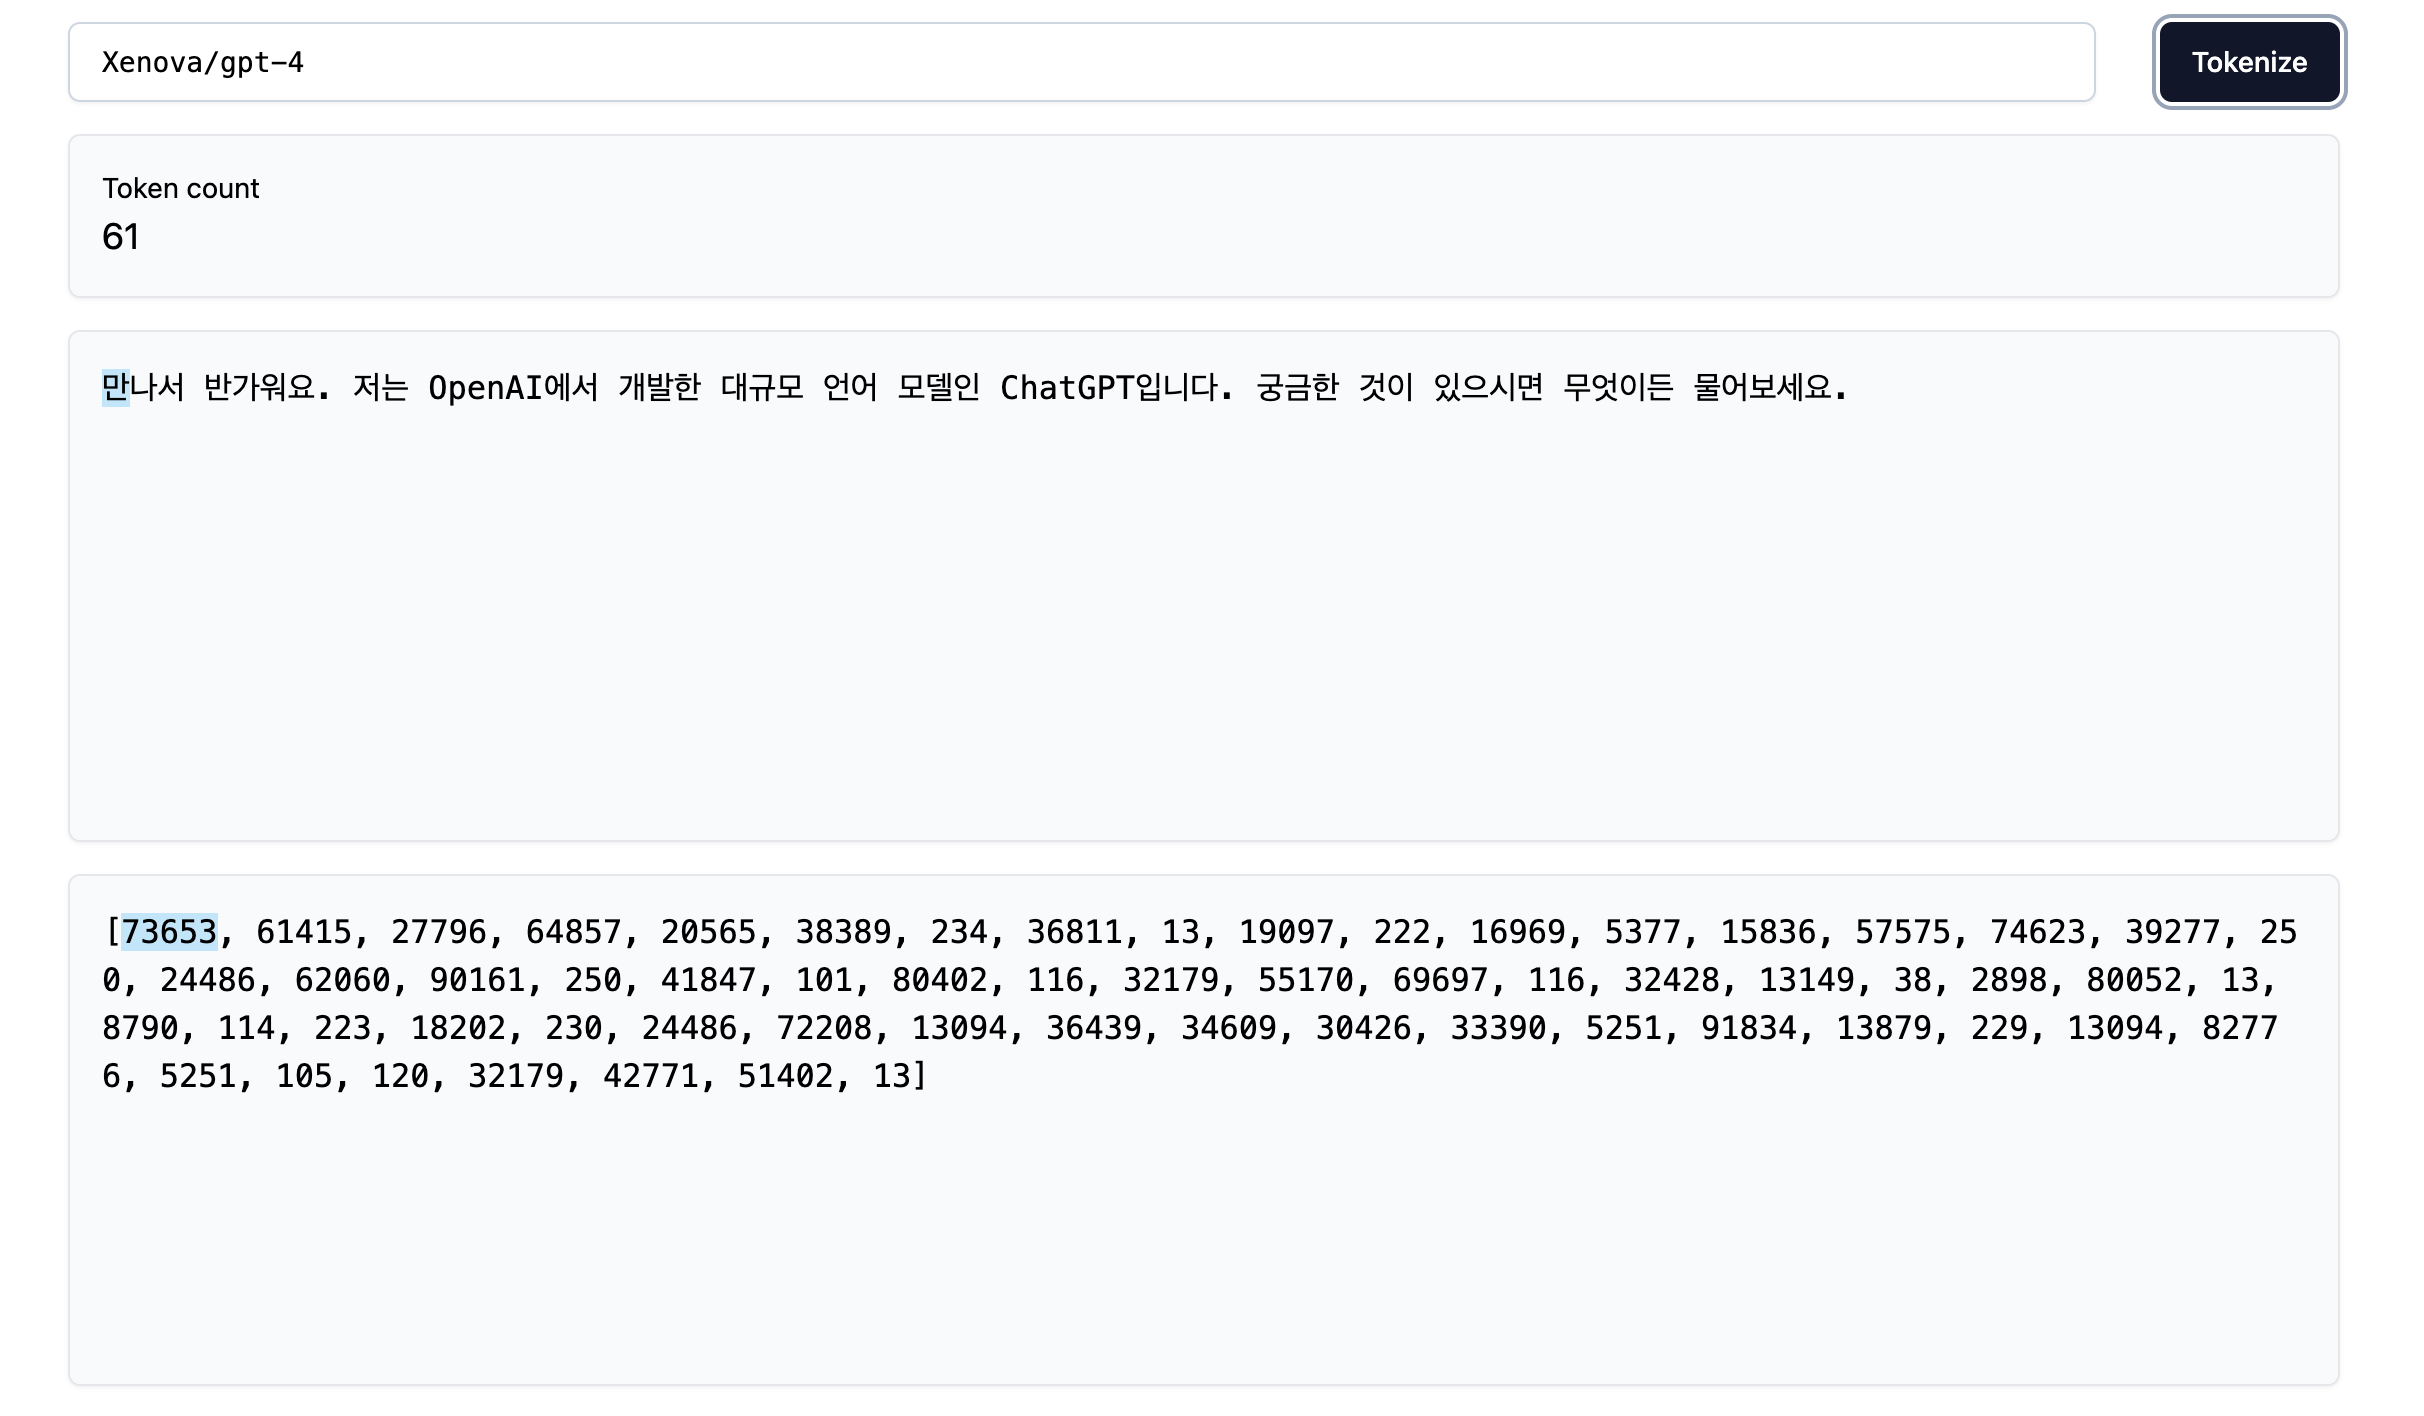 Xenova/gpt-4
Tokenize
Token count
61
만나서 반가워요. 저는 OpenAI에서 개발한 대규모 언어 모델인 ChatGPT입니다. 궁금한 것이 있으시면 무엇이든 물어보세요.
[73653, 61415, 27796, 64857, 20565, 38389, 234, 36811, 13, 19097, 222, 16969, 5377, 15836, 57575, 74623, 39277, 25
0, 24486, 62060, 90161, 250, 41847, 101, 80402, 116, 32179, 55170, 69697, 116, 32428, 13149, 38, 2898, 80052, 13,
8790, 114, 223, 18202, 230, 24486, 72208, 13094, 36439, 34609, 30426, 33390, 5251, 91834, 13879, 229, 13094, 8277
6, 5251, 105, 120, 32179, 42771, 51402, 13]